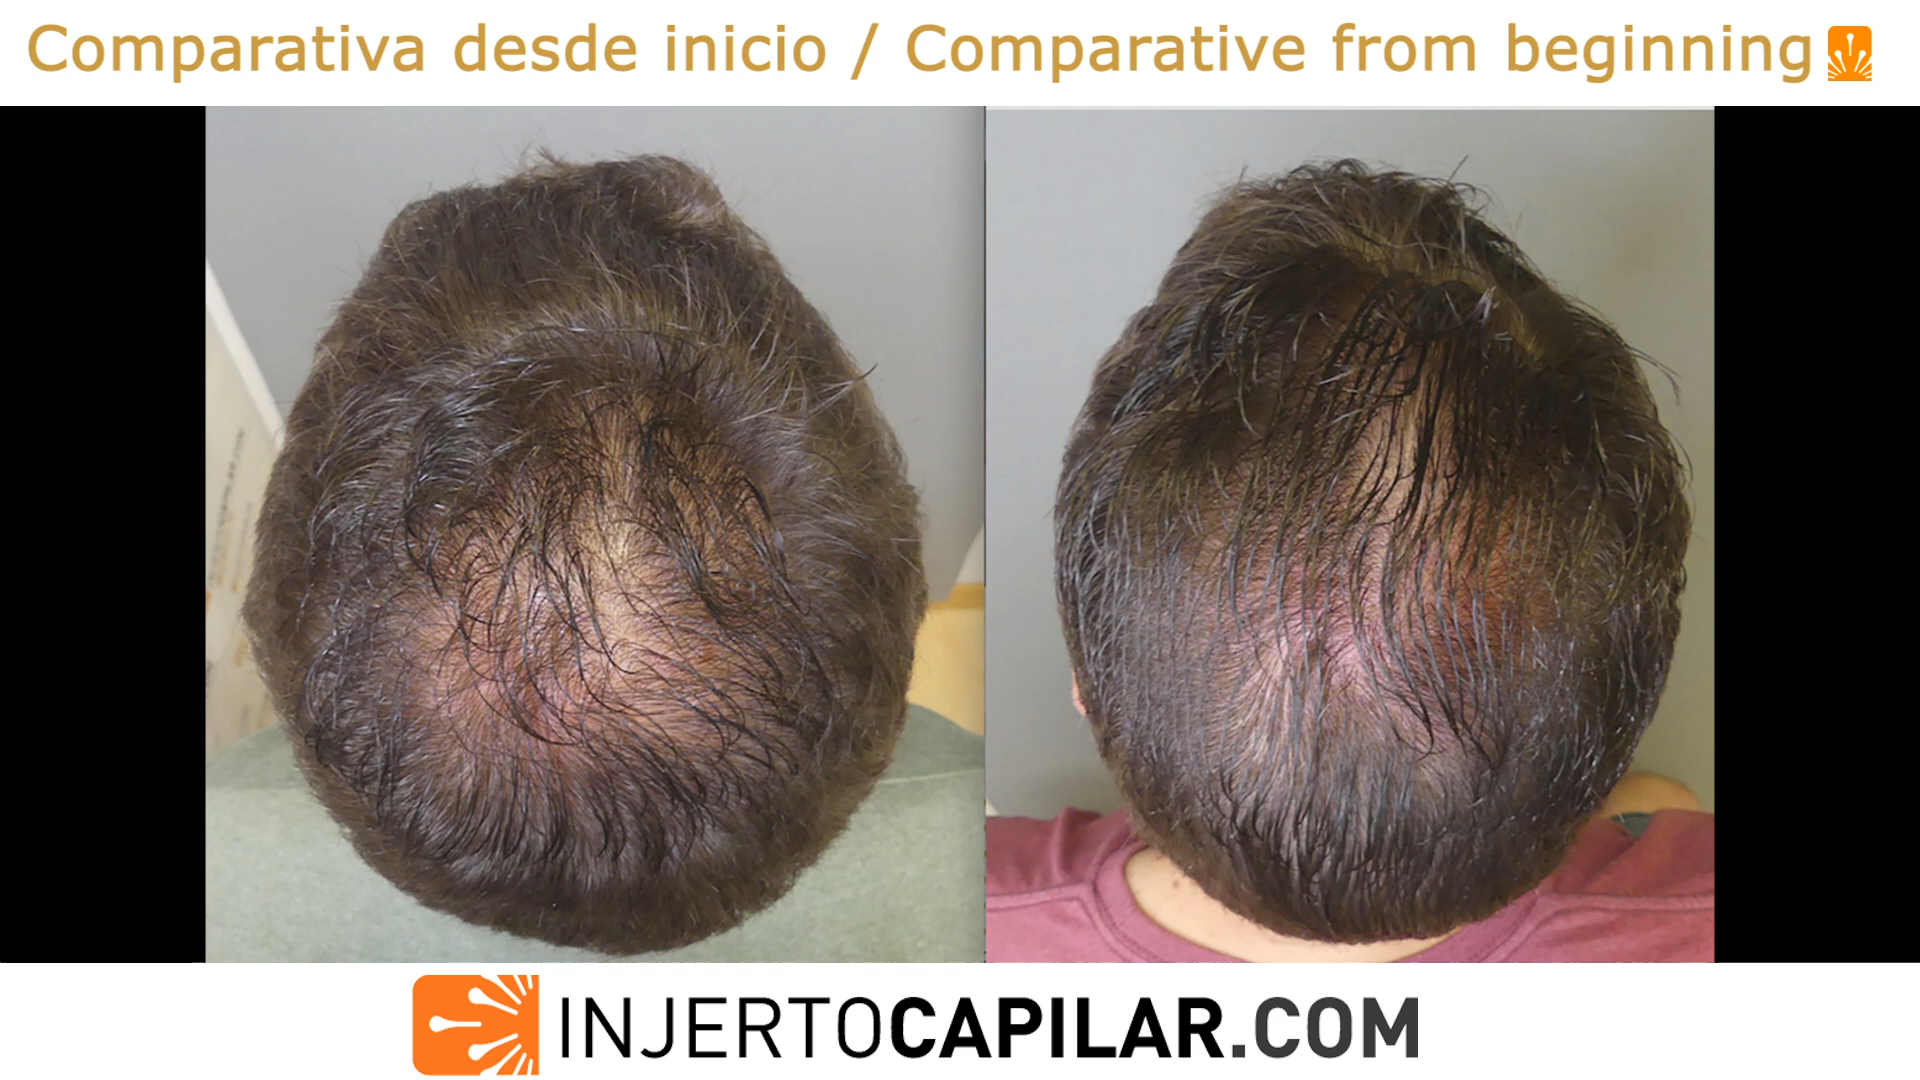 Comparativa desde inicio / Comparative from beginning
INJERTOCAPILAR.COM